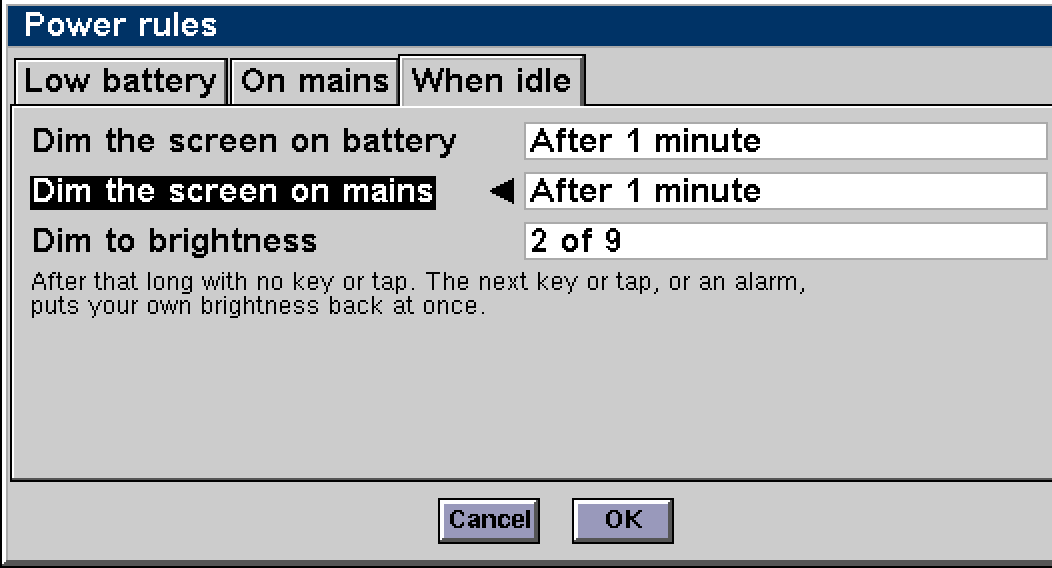 Power rules
Low battery On mains When idle
Dim the screen on battery After 1 minute
Dim the screen on mains After 1 minute
Dim to brightness 2 of 9
After that long with no key or tap. The next key or tap, or an alarm,
puts your own brightness back at once.
Cancel OK